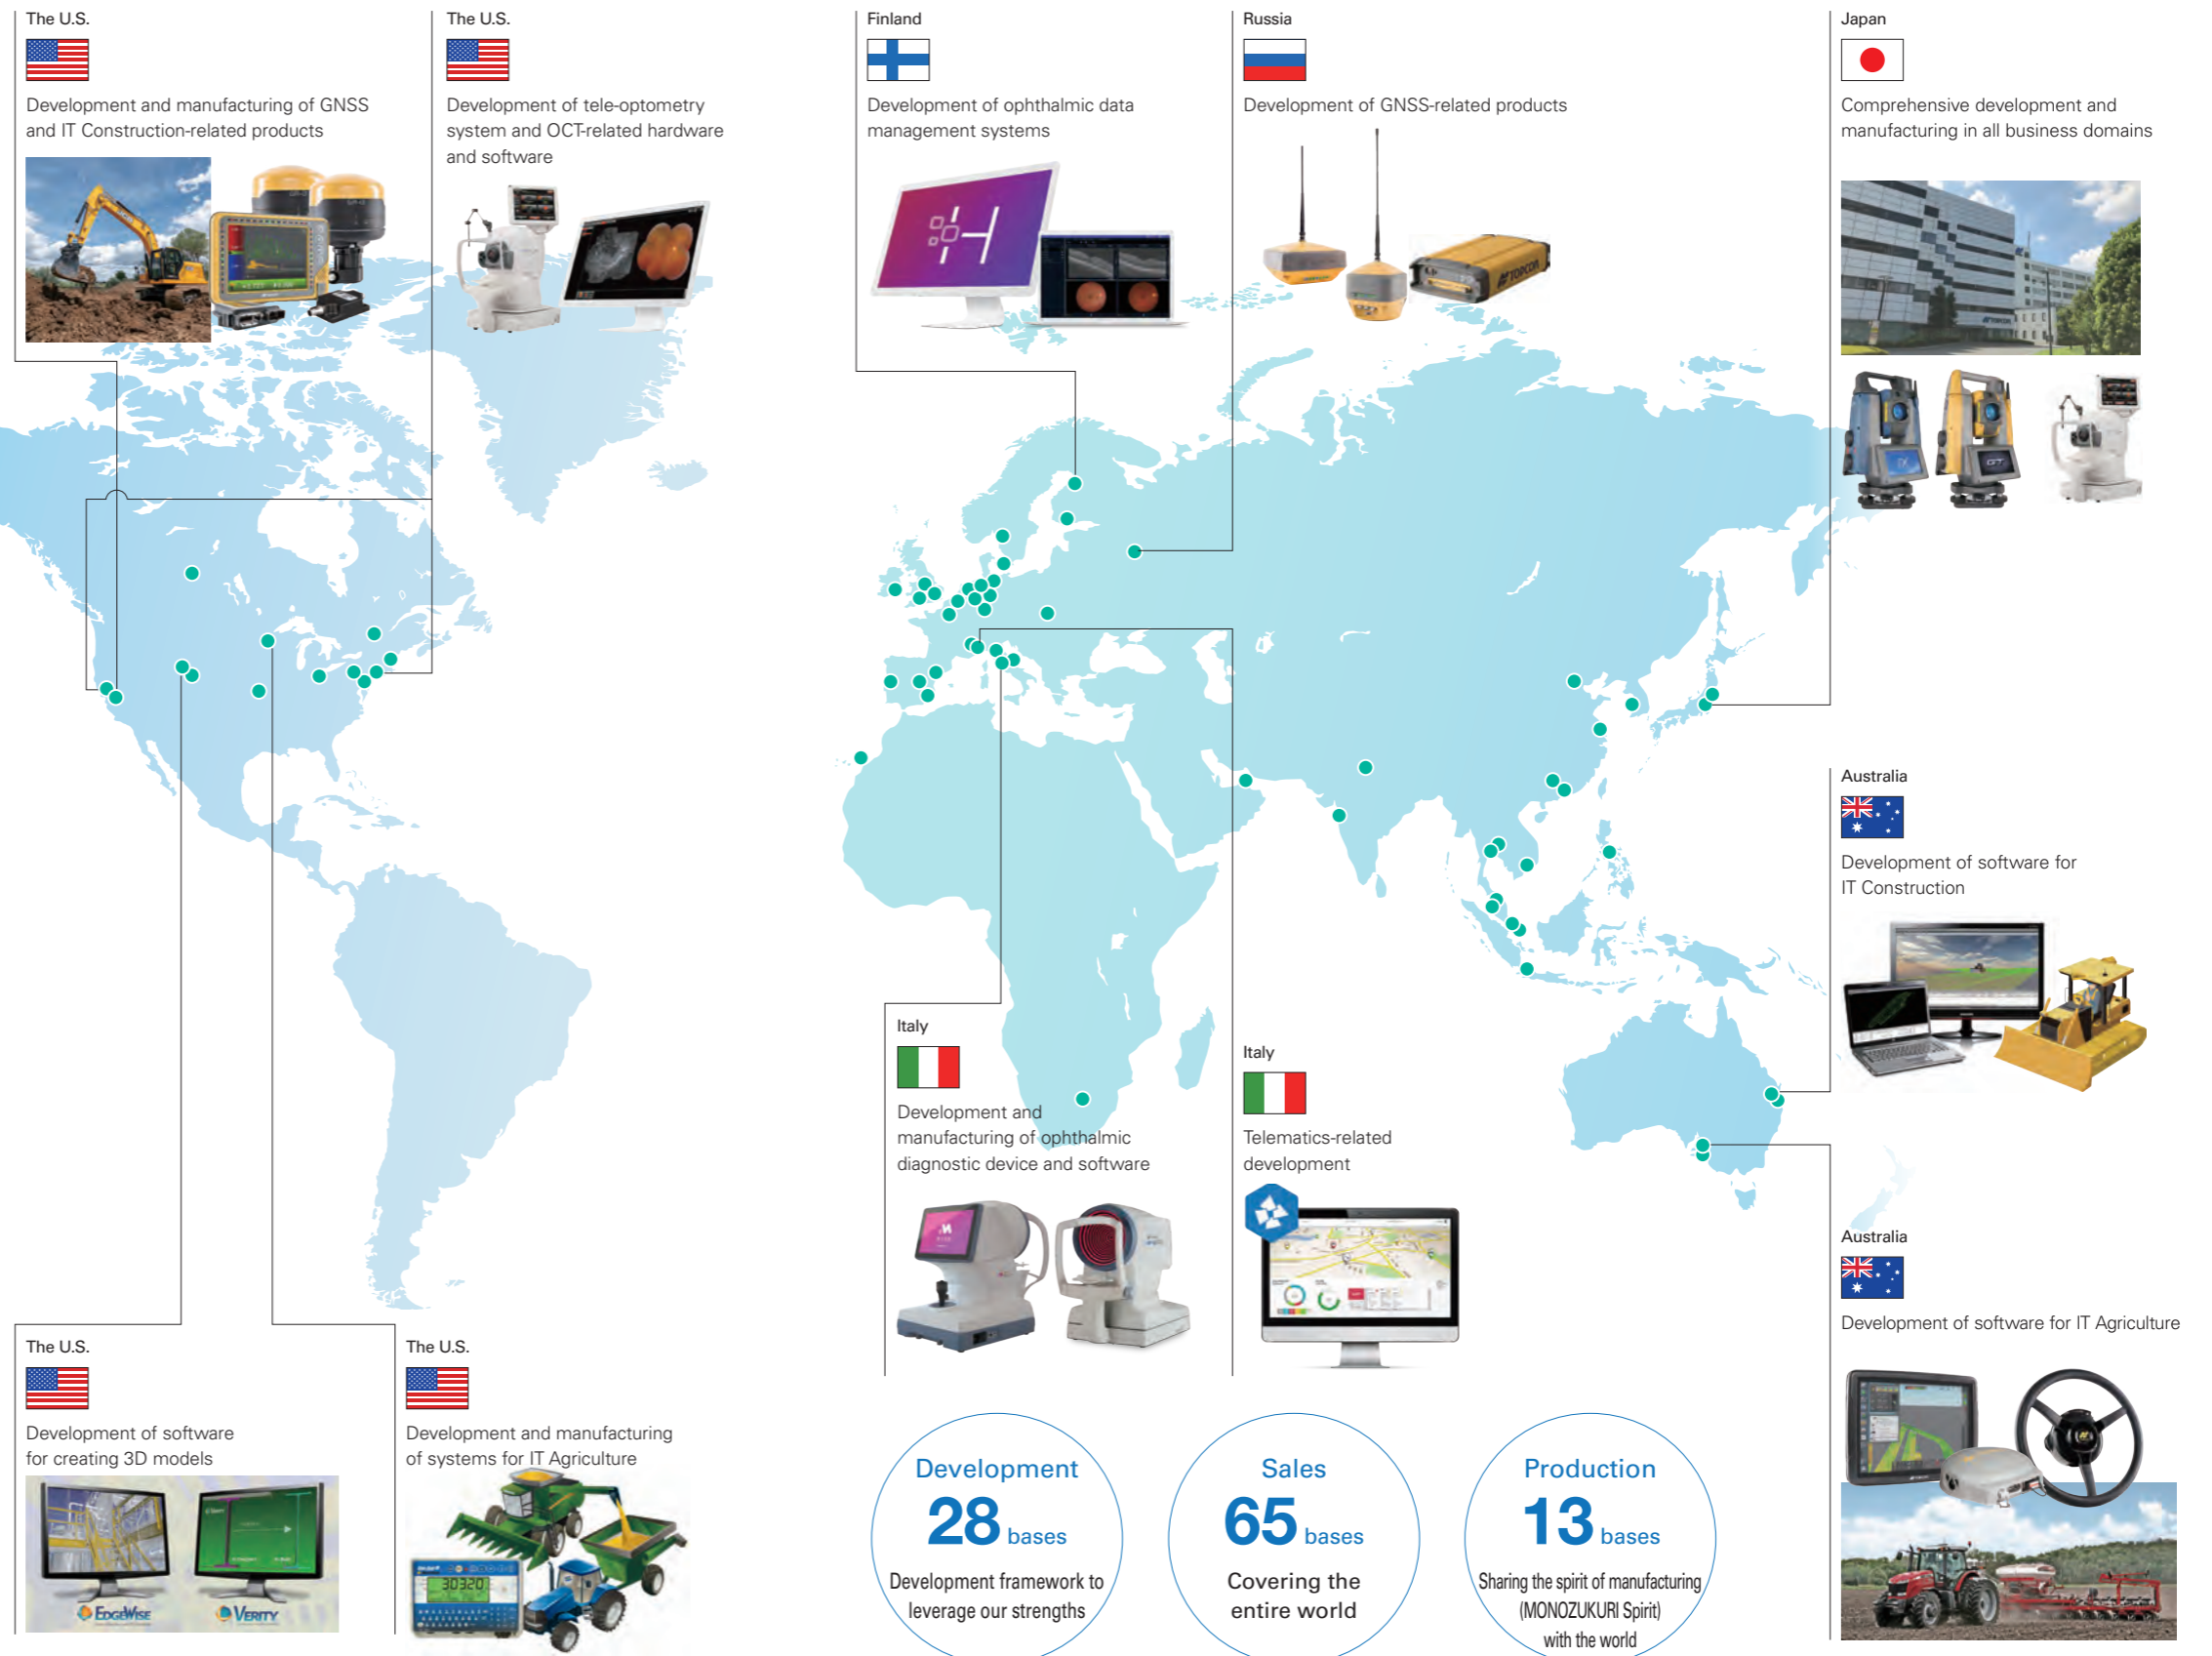 The U.S.
Development and manufacturing of GNSS
and IT Construction-related products
The U.S.
Development of tele-optometry
system and OCT-related hardware
and software
Finland
Development of ophthalmic data
management systems
Russia
Development of GNSS-related products
TOPCON
Japan
Comprehensive development and
manufacturing in all business domains
TOPCON
Australia
Development of software for
IT Construction
Italy
Development and
manufacturing of ophthalmic
diagnostic device and software
Italy
Telematics-related
development
Australia
Development of software for IT Agriculture
The U.S.
Development of software
for creating 3D models
EDGEWISE
VERITY
The U.S.
Development and manufacturing
of systems for IT Agriculture
30320
Development
28 bases
Development framework to
leverage our strengths
Sales
65 bases
Covering the
entire world
Production
13 bases
Sharing the spirit of manufacturing
(MONOZUKURI Spirit)
with the world